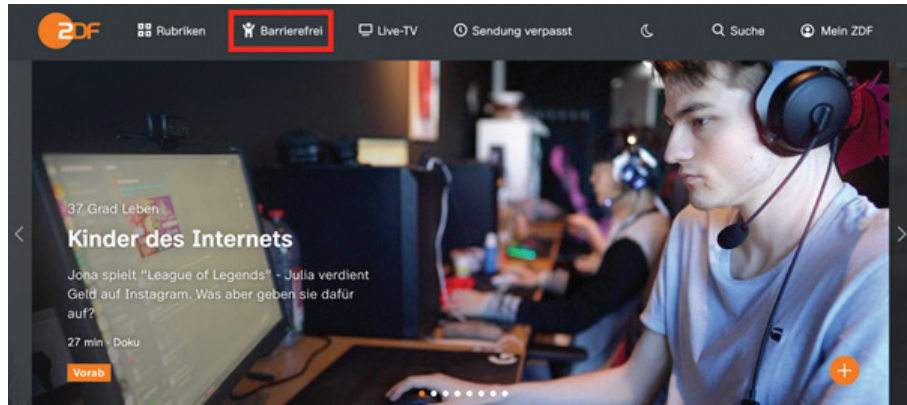 ZDF Rubriken Barrierefrei Live-TV Sendung verpasst Suche Mein ZDF
37 Grad Leben
Kinder des Internets
Jona spielt "League of Legends" - Julia verdient
Geld auf Instagram. Was aber geben sie dafür
auf?
27 min · Doku
Vorab